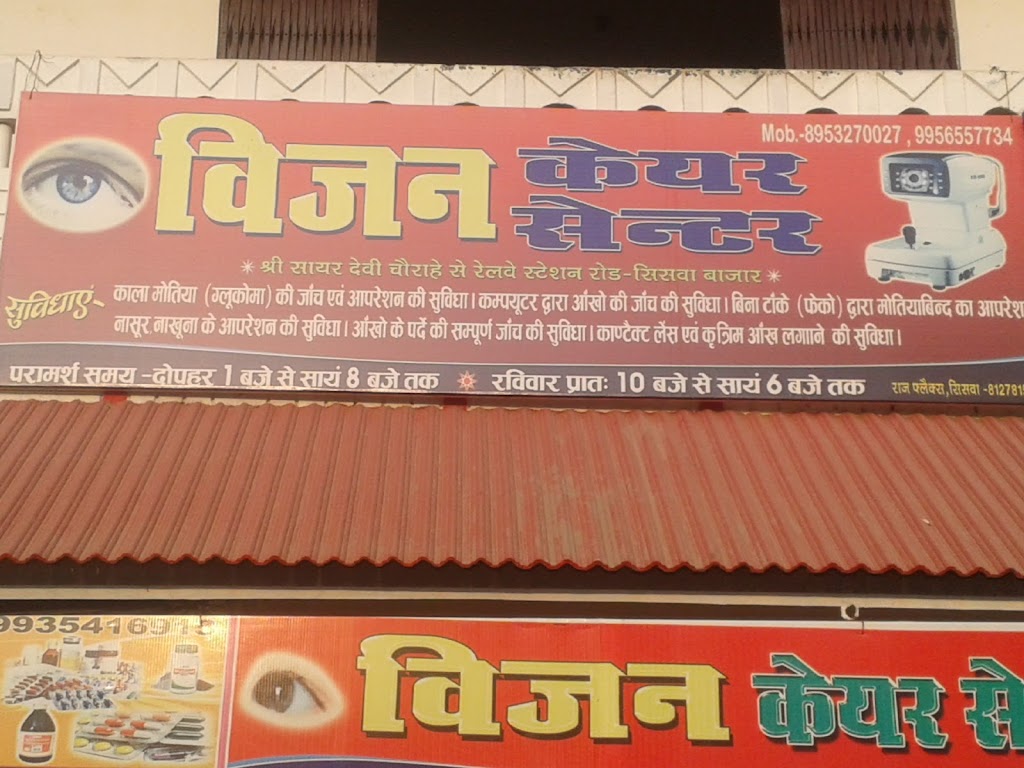 Mob.-8953270027 , 9956557734
विजन केयर सेन्टर
* श्री सायर देवी चौराहे से रेलवे स्टेशन रोड-सिसवा बाजार *
सुविधाएं- काला मोतिया (ग्लूकोमा) की जाँच एवं आपरेशन की सुविधा। कम्पयूटर द्वारा आंखो की जाँच की सुविधा। बिना टांके (फेको) द्वारा मोतियाबिन्द का आपरेश
नासूर नाखूना के आपरेशन की सुविधा। आंखो के पर्दे की सम्पूर्ण जाँच की सुविधा। काण्टैक्ट लेंस एवं कृत्रिम आंख लगााने की सुविधा।
परामर्श समय -दोपहर 1 बजे से सायं 8 बजे तक * रविवार प्रातः 10 बजे से सायं 6 बजे तक
राज फ्लैक्स, सिसवा -812781
विजन केयर से